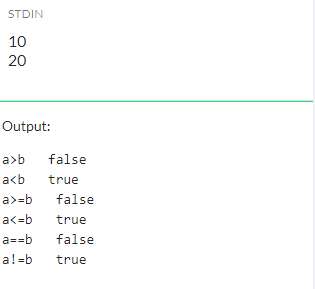 STDIN
10
20
Output:
a>b   false
a<b   true
a>=b   false
a<=b   true
a==b   false
a!=b   true